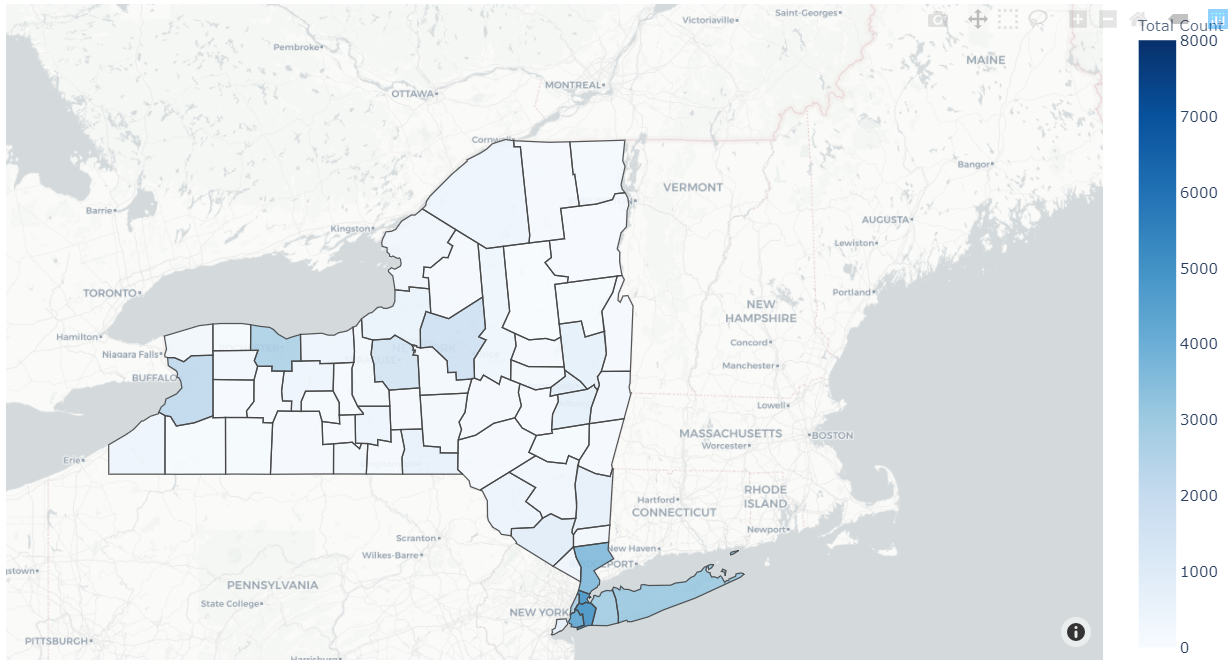 Victoriaville
Saint-Georges
Total Count
8000
Pembroke
MAINE
MONTREAL
OTTAWA
7000
Cornwall
Bangor
VERMONT
6000
Barrie
AUGUSTA
Kingston
Lewiston
5000
TORONTO
Portland
NEW
HAMPSHIRE
Hamilton
Concord
4000
Niagara Falls
Manchester
BUFFALO
Lowell
3000
MASSACHUSETTS
BOSTON
Worcester
Erie
RHODE
ISLAND
2000
Hartford
CONNECTICUT
Newport
Scranton
New Haven
Wilkes-Barre
PORT
gstown
1000
PENNSYLVANIA
State College
NEW YORK
PITTSBURGH
0
Harrisburg